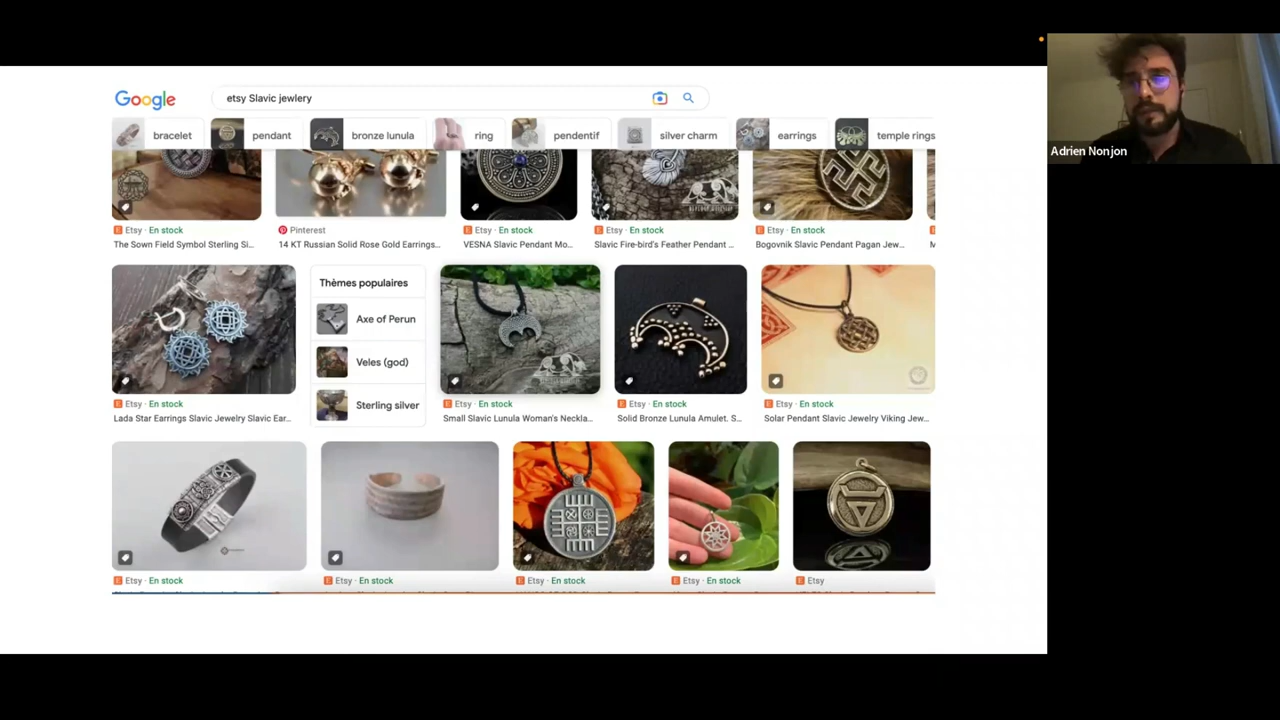 Google
etsy Slavic jewlery
bracelet
pendant
bronze lunula
ring
pendentif
silver charm
earrings
temple rings
Adrien Nonjon
Etsy · En stock
The Sown Field Symbol Sterling Si...
Pinterest
14 KT Russian Solid Rose Gold Earrings...
Etsy · En stock
VESNA Slavic Pendant Mo...
Etsy · En stock
Slavic Fire-bird's Feather Pendant ...
Etsy · En stock
Bogovnik Slavic Pendant Pagan Jew...
Etsy · En stock
Lada Star Earrings Slavic Jewelry Slavic Ear...
Thèmes populaires
Axe of Perun
Veles (god)
Sterling silver
Etsy · En stock
Small Slavic Lunula Woman's Neckla...
Etsy · En stock
Solid Bronze Lunula Amulet. S...
Etsy · En stock
Solar Pendant Slavic Jewelry Viking Jew...
Etsy · En stock
Etsy · En stock
Etsy · En stock
Etsy · En stock
Etsy